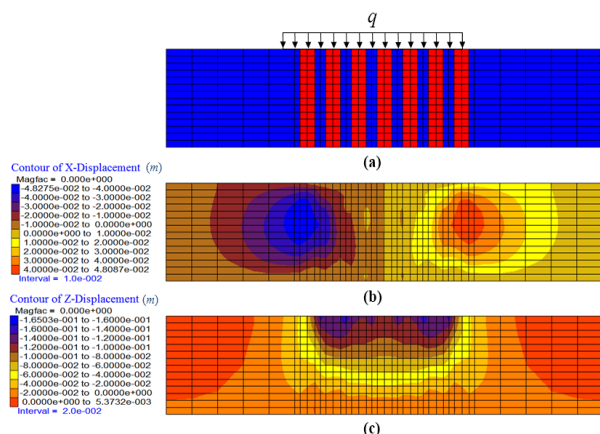 q
(a)
Contour of X-Displacement (m)
Magfac = 0.000e+000
-4.8275e-002 to -4.0000e-002
-4.0000e-002 to -3.0000e-002
-3.0000e-002 to -2.0000e-002
-2.0000e-002 to -1.0000e-002
-1.0000e-002 to 0.0000e+000
0.0000e+000 to 1.0000e-002
1.0000e-002 to 2.0000e-002
2.0000e-002 to 3.0000e-002
3.0000e-002 to 4.0000e-002
4.0000e-002 to 4.8087e-002
Interval = 1.0e-002
(b)
Contour of Z-Displacement (m)
Magfac = 0.000e+000
-1.6503e-001 to -1.6000e-001
-1.6000e-001 to -1.4000e-001
-1.4000e-001 to -1.2000e-001
-1.2000e-001 to -1.0000e-001
-1.0000e-001 to -8.0000e-002
-8.0000e-002 to -6.0000e-002
-6.0000e-002 to -4.0000e-002
-4.0000e-002 to -2.0000e-002
-2.0000e-002 to 0.0000e+000
0.0000e+000 to 5.3732e-003
Interval = 2.0e-002
(c)